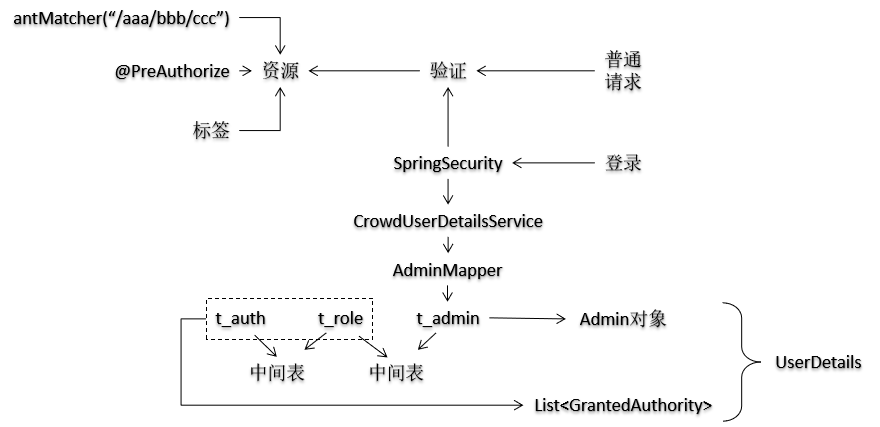 antMatcher(“/aaa/bbb/ccc”)
@PreAuthorize
资源
验证
普通
请求
标签
SpringSecurity
登录
CrowdUserDetailsService
AdminMapper
t_auth
t_role
t_admin
Admin对象
中间表
中间表
UserDetails
List<GrantedAuthority>